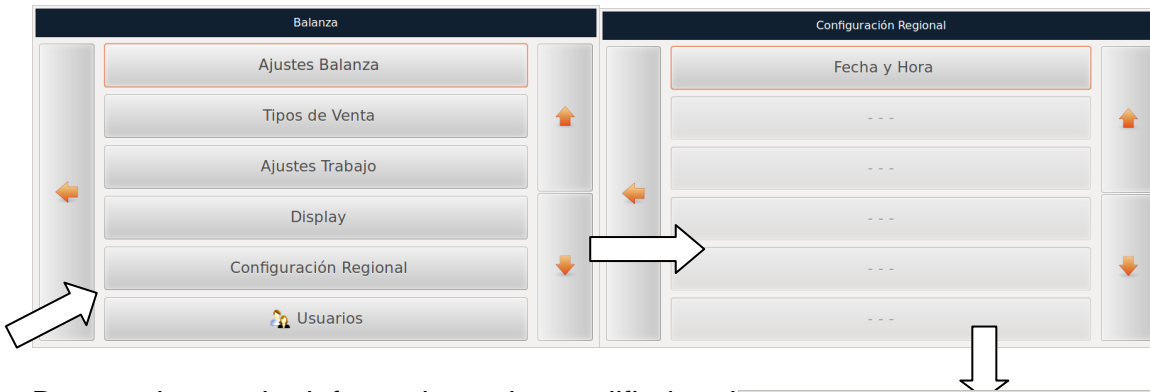 Balanza
Ajustes Balanza
Tipos de Venta
Ajustes Trabajo
Display
Configuración Regional
Usuarios
Configuración Regional
Fecha y Hora
- - -
- - -
- - -
- - -
- - -